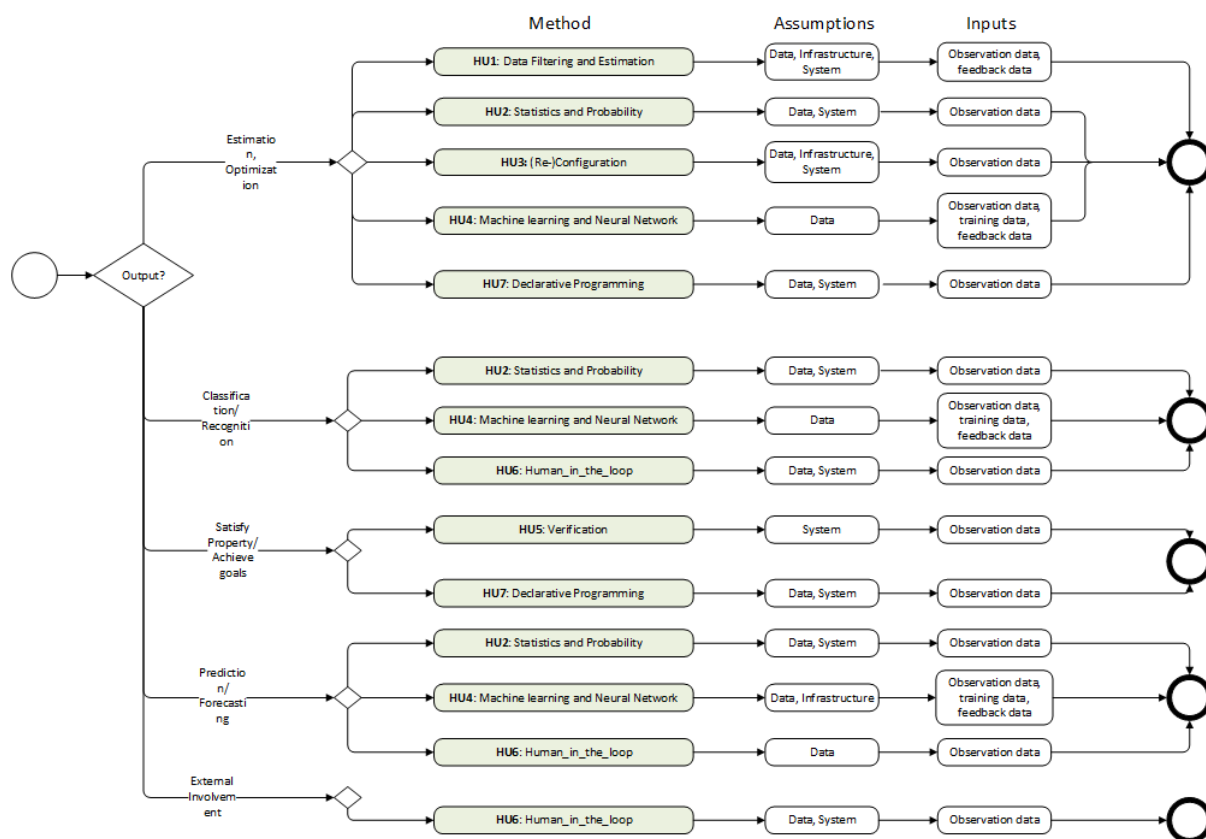 Method Assumptions Inputs
HU1: Data Filtering and Estimation
Data, Infrastructure,
System
Observation data,
feedback data
HU2: Statistics and Probability
Data, System
Observation data
Estimatio
n,
Optimizat
ion
HU3: (Re-)Configuration
Data, Infrastructure,
System
Observation data
HU4: Machine learning and Neural Network
Data
Observation data,
training data,
feedback data
Output?
HU7: Declarative Programming
Data, System
Observation data
HU2: Statistics and Probability
Data, System
Observation data
Classifica
tion/
Recogniti
on
HU4: Machine learning and Neural Network
Data
Observation data,
training data,
feedback data
HU6: Human_in_the_loop
Data, System
Observation data
Satisfy
Property/
Achieve
goals
HU5: Verification
System
Observation data
HU7: Declarative Programming
Data, System
Observation data
HU2: Statistics and Probability
Data, System
Observation data
Predictio
n/
Forecasti
ng
HU4: Machine learning and Neural Network
Data, Infrastructure
Observation data,
training data,
feedback data
HU6: Human_in_the_loop
Data
Observation data
External
Involvem
ent
HU6: Human_in_the_loop
Data, System
Observation data